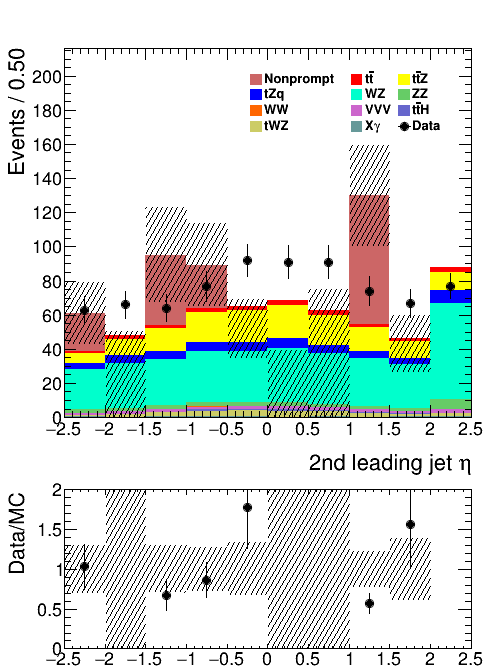 Events / 0.50
200
180
160
140
120
100
80
60
40
20
0
Nonprompt tt̄ tt̄Z
tZq WZ ZZ
WW VVV tt̄H
tWZ Xγ Data
−2.5 −2 −1.5 −1 −0.5 0 0.5 1 1.5 2 2.5
2nd leading jet η
Data/MC
2
1.5
1
0.5
0
−2.5 −2 −1.5 −1 −0.5 0 0.5 1 1.5 2 2.5